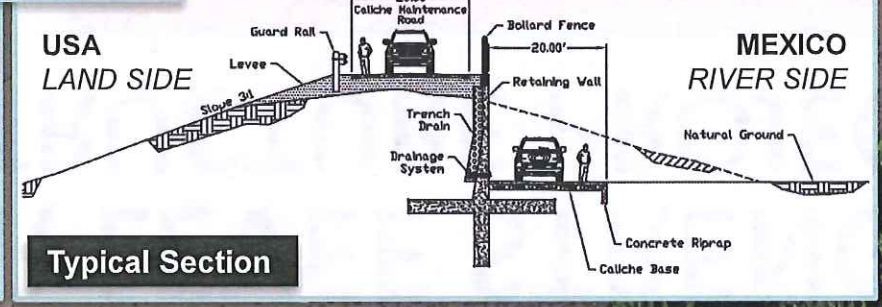 Caliche Maintenance
Road
Guard Rail
Bollard Fence
20.00'
USA
LAND SIDE
MEXICO
RIVER SIDE
Levee
Retaining Wall
Slope 3:1
Trench
Drain
Natural Ground
Drainage
System
Concrete Riprap
Caliche Base
Typical Section